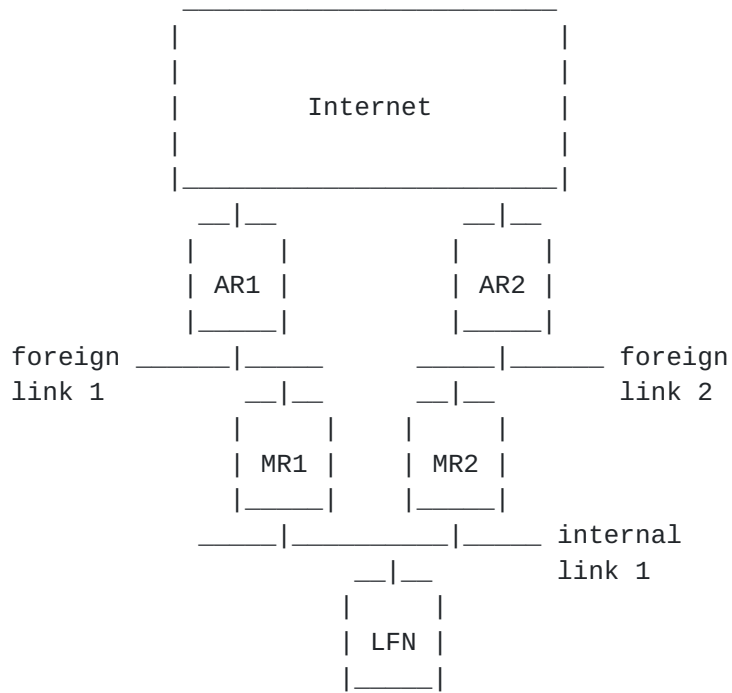 Internet
AR1 AR2
foreign foreign
link 1 link 2
MR1 MR2
internal
link 1
LFN